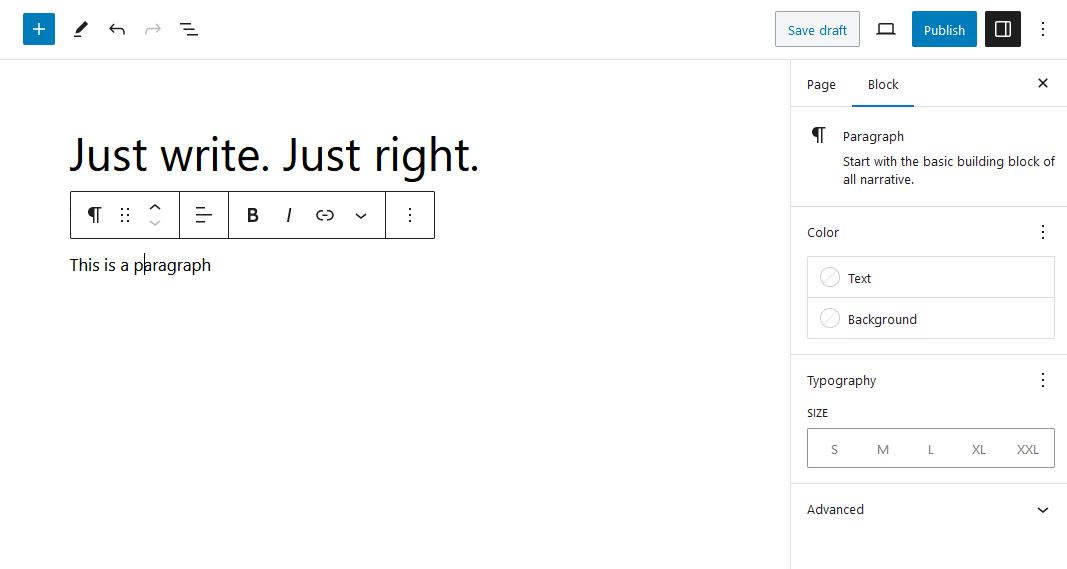 Save draft
Publish
Page
Block
Just write. Just right.
B I
This is a paragraph
Paragraph
Start with the basic building block of
all narrative.
Color
Text
Background
Typography
SIZE
S M L XL XXL
Advanced